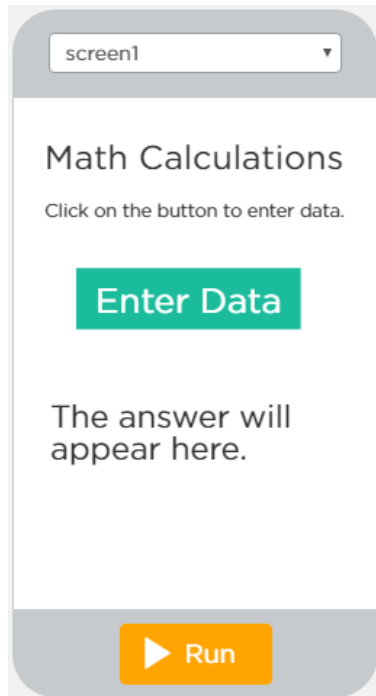 screen1
Math Calculations
Click on the button to enter data.
Enter Data
The answer will
appear here.
Run